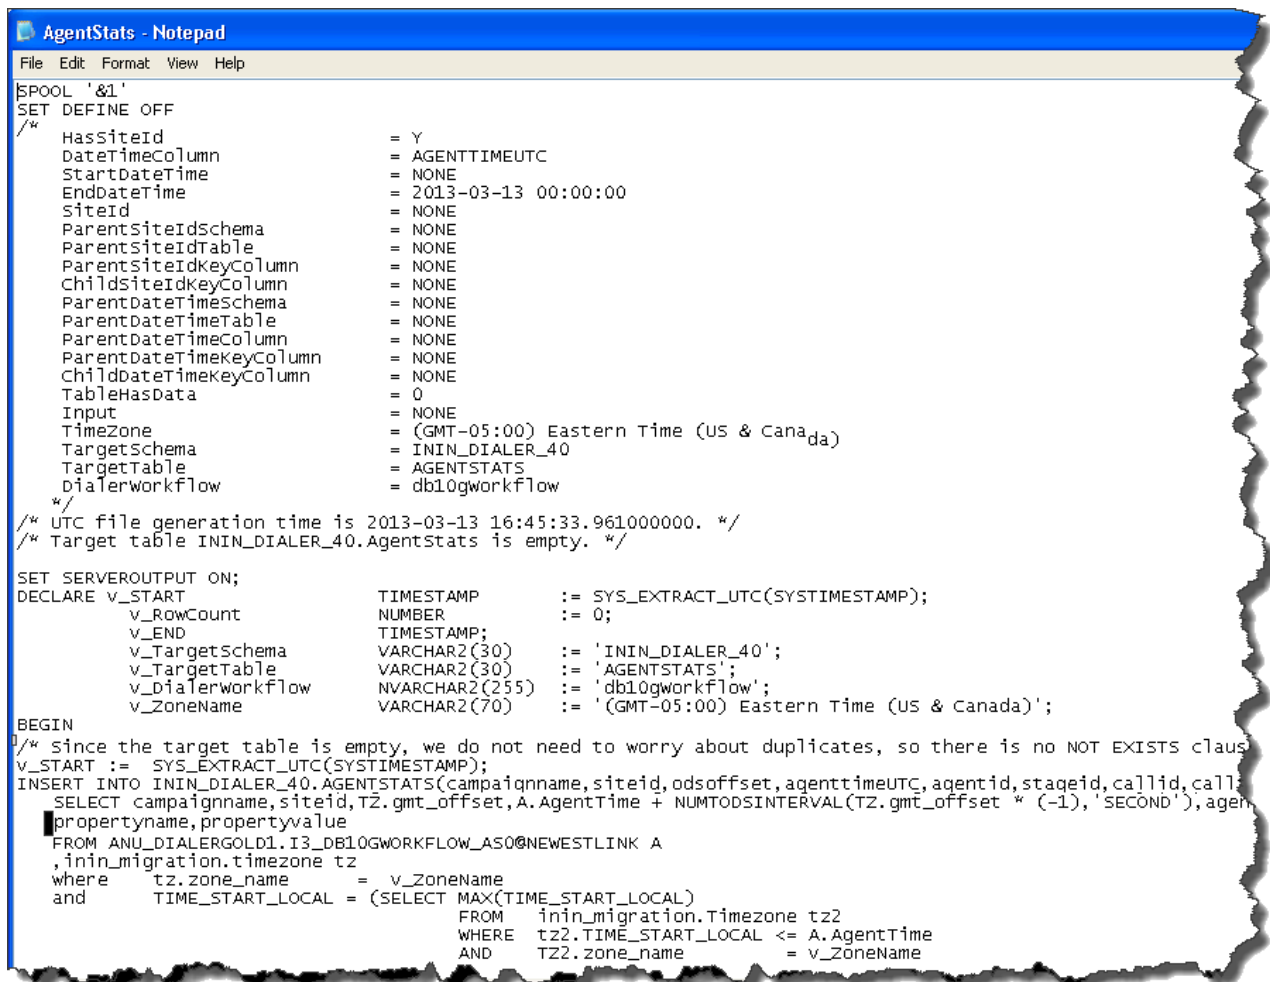 AgentStats - Notepad
File Edit Format View Help
SPOOL '&1'
SET DEFINE OFF
/*
HasSiteId = Y
DateTimeColumn = AGENTTIMEUTC
StartDateTime = NONE
EndDateTime = 2013-03-13 00:00:00
SiteId = NONE
ParentSiteIdSchema = NONE
ParentSiteIdTable = NONE
ParentSiteIdKeyColumn = NONE
ChildSiteIdKeyColumn = NONE
ParentDateTimeSchema = NONE
ParentDateTimeTable = NONE
ParentDateTimeColumn = NONE
ParentDateTimeKeyColumn = NONE
ChildDateTimeKeyColumn = NONE
TableHasData = 0
Input = NONE
TimeZone = (GMT-05:00) Eastern Time (US & Canada)
TargetSchema = ININ_DIALER_40
TargetTable = AGENTSTATS
DialerWorkflow = db10gworkflow
*/
/* UTC file generation time is 2013-03-13 16:45:33.961000000. */
/* Target table ININ_DIALER_40.AgentStats is empty. */
SET SERVEROUTPUT ON;
DECLARE v_START TIMESTAMP := SYS_EXTRACT_UTC(SYSTIMESTAMP);
v_RowCount NUMBER := 0;
v_END TIMESTAMP;
v_TargetSchema VARCHAR2(30) := 'ININ_DIALER_40';
v_TargetTable VARCHAR2(30) := 'AGENTSTATS';
v_DialerWorkflow NVARCHAR2(255) := 'db10gworkflow';
v_ZoneName VARCHAR2(70) := '(GMT-05:00) Eastern Time (US & Canada)';
BEGIN
/* Since the target table is empty, we do not need to worry about duplicates, so there is no NOT EXISTS claus
v_START := SYS_EXTRACT_UTC(SYSTIMESTAMP);
INSERT INTO ININ_DIALER_40.AGENTSTATS(campaignname,siteid,odsoffset,agenttimeUTC,agentid,stageid,callid,call
SELECT campaignname,siteid,TZ.gmt_offset,A.AgentTime + NUMTODSINTERVAL(TZ.gmt_offset * (-1),'SECOND'),agen
propertyname,propertyvalue
FROM ANU_DIALERGOLD1.I3_DB10GWORKFLOW_AS0@NEWESTLINK A
,inin_migration.timezone tz
where tz.zone_name = v_ZoneName
and TIME_START_LOCAL = (SELECT MAX(TIME_START_LOCAL)
FROM inin_migration.Timezone tz2
WHERE tz2.TIME_START_LOCAL <= A.AgentTime
AND TZ2.zone_name = v_ZoneName